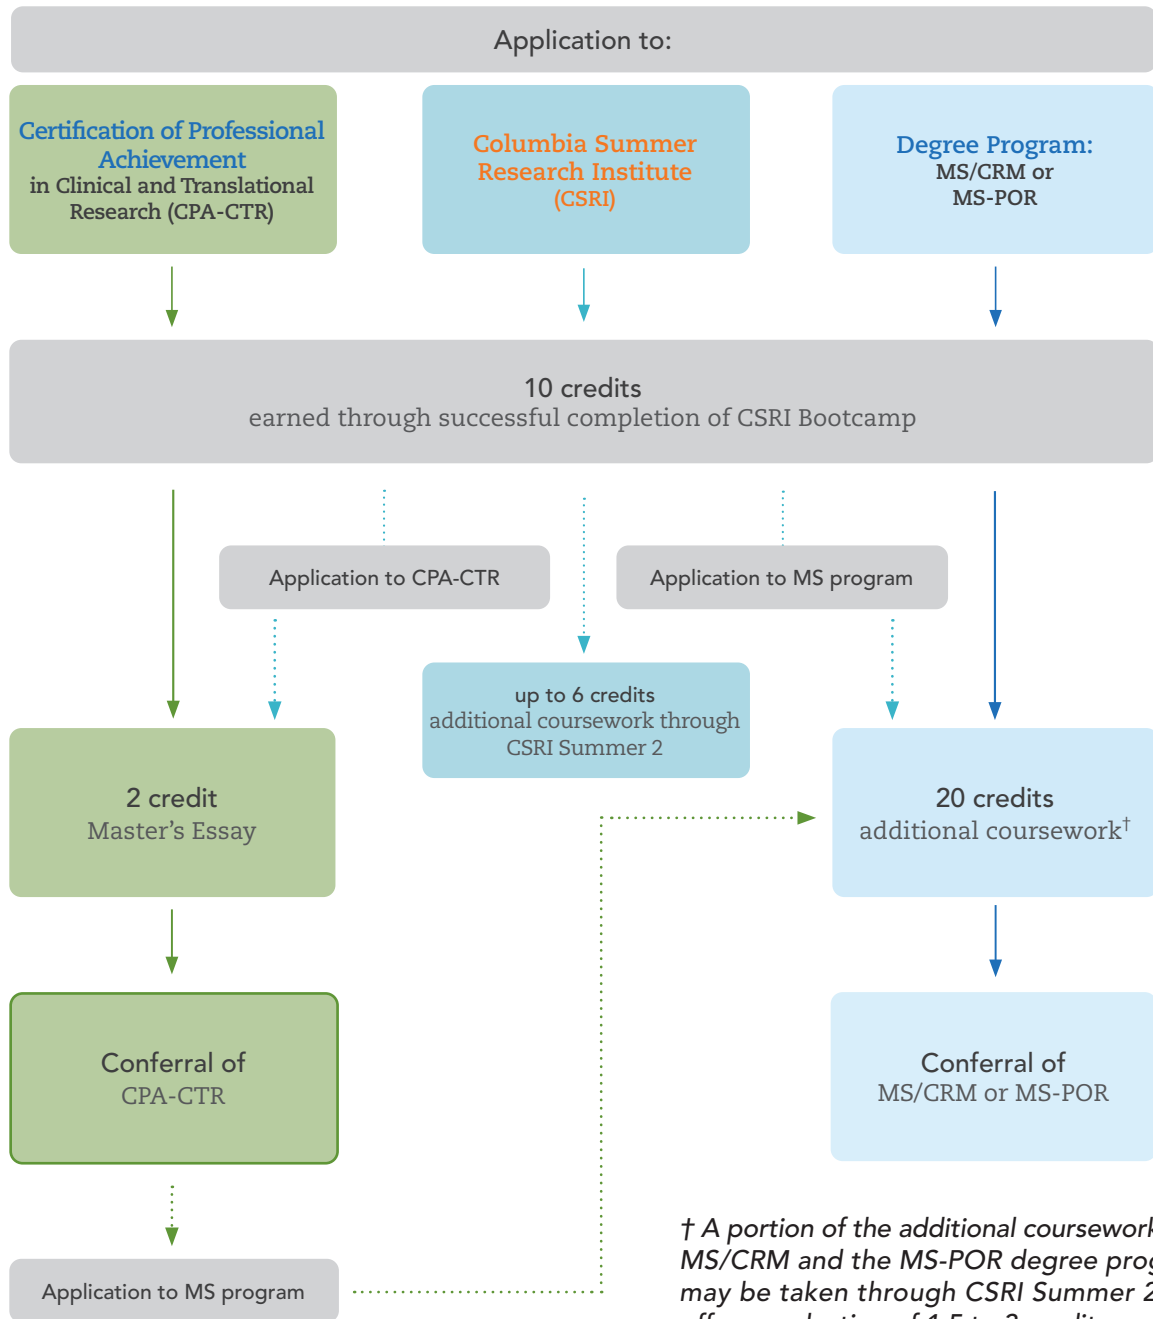 Application to:
Certification of Professional
Achievement
in Clinical and Translational
Research (CPA-CTR)
Columbia Summer
Research Institute
(CSRI)
Degree Program:
MS/CRM or
MS-POR
10 credits
earned through successful completion of CSRI Bootcamp
Application to CPA-CTR
Application to MS program
up to 6 credits
additional coursework through
CSRI Summer 2
2 credit
Master's Essay
20 credits
additional coursework†
Conferral of
CPA-CTR
Conferral of
MS/CRM or MS-POR
Application to MS program
† A portion of the additional coursework
MS/CRM and the MS-POR degree
may be taken through CSRI Summer 2